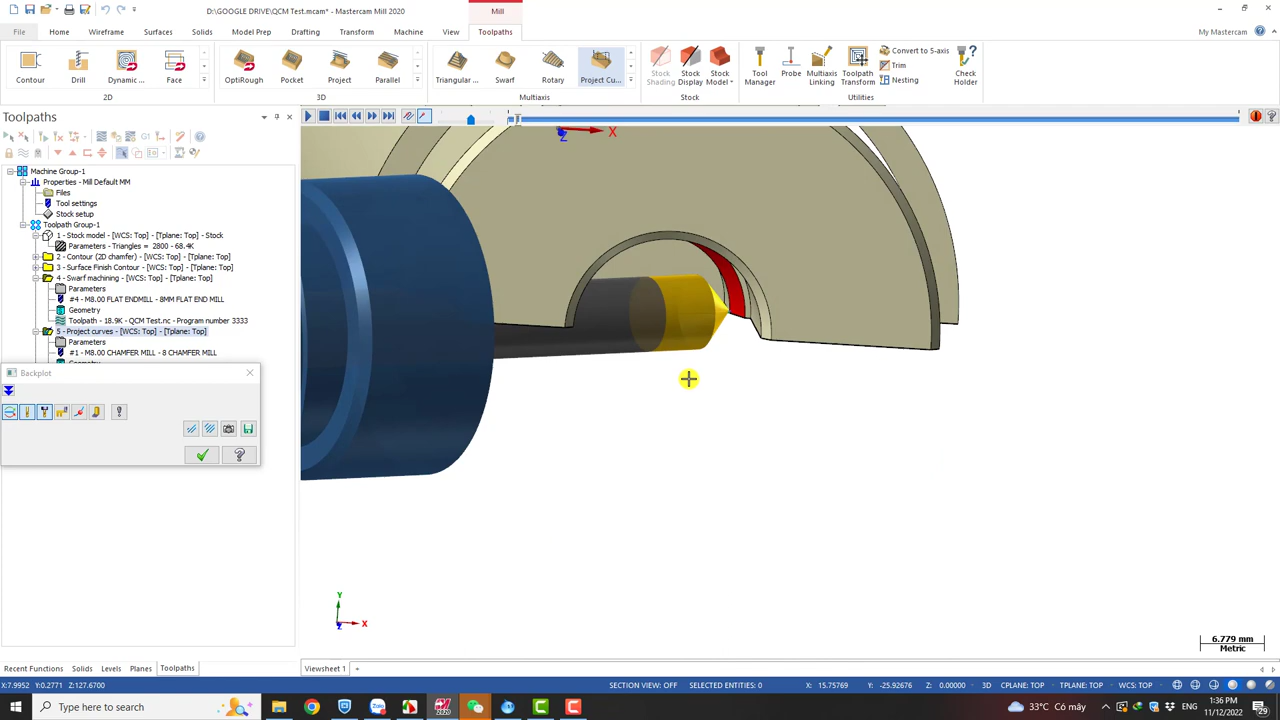 D:\GOOGLE DRIVE\QCM Test.mcam* - Mastercam Mill 2020
Mill
File Home Wireframe Surfaces Solids Model Prep Drafting Transform Machine View Toolpaths My Mastercam
Contour Drill Dynamic ... Face OptiRough Pocket Project Parallel Triangular ... Swarf Rotary Project Cu...
Stock Shading Stock Display Stock Model Tool Manager Probe Multiaxis Linking Toolpath Transform
Convert to 5-axis
Trim
Nesting
Check Holder
2D 3D Multiaxis Stock Utilities
Toolpaths
X
Z
G1
Machine Group-1
Properties - Mill Default MM
Files
Tool settings
Stock setup
Toolpath Group-1
1 - Stock model - [WCS: Top] - [Tplane: Top] - Stock
Parameters - Triangles = 2800 - 68.4K
2 - Contour (2D chamfer) - [WCS: Top] - [Tplane: Top]
3 - Surface Finish Contour - [WCS: Top] - [Tplane: Top]
4 - Swarf machining - [WCS: Top] - [Tplane: Top]
Parameters
#4 - M8.00 FLAT ENDMILL - 8MM FLAT END MILL
Geometry
Toolpath - 18.9K - QCM Test.nc - Program number 3333
5 - Project curves - [WCS: Top] - [Tplane: Top]
Parameters
#1 - M8.00 CHAMFER MILL - 8 CHAMFER MILL
Backplot
Y
X
Z
6.779 mm
Metric
Recent Functions Solids Levels Planes Toolpaths
Viewsheet 1 +
X:7.9952 Y:0.2771 Z:127.6700
SECTION VIEW: OFF SELECTED ENTITIES: 0 X: 15.75769 Y: -25.92676 Z: 0.00000 3D CPLANE: TOP TPLANE: TOP WCS: TOP
Type here to search
33°C Có mây
ENG
1:36 PM
11/12/2022
29